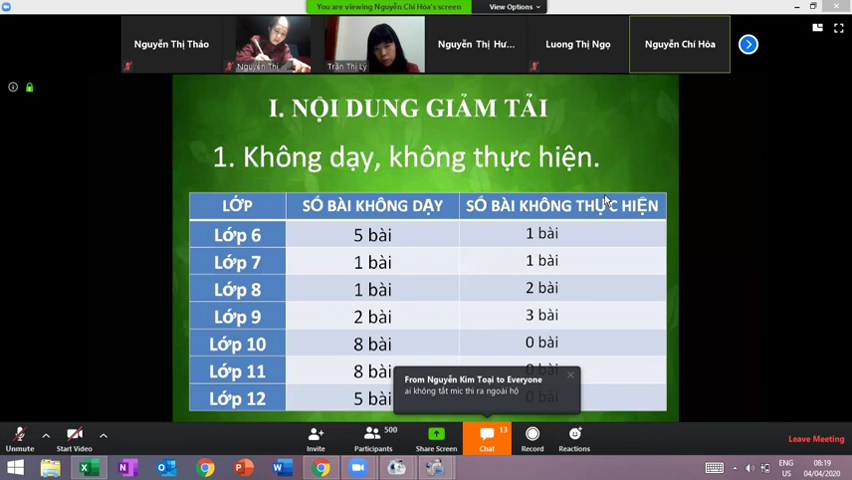 You are viewing Nguyễn Chí Hòa's screen
View Options
Nguyễn Thị Thảo
Nguyễn Thị
Trần Thị Lý
Nguyễn Thị Hư...
Luong Thị Ngọ
Nguyễn Chí Hòa
I. NỘI DUNG GIẢM TẢI
1. Không dạy, không thực hiện.
LỚP SỐ BÀI KHÔNG DẠY SỐ BÀI KHÔNG THỰC HIỆN
Lớp 6 5 bài 1 bài
Lớp 7 1 bài 1 bài
Lớp 8 1 bài 2 bài
Lớp 9 2 bài 3 bài
Lớp 10 8 bài 0 bài
Lớp 11 8 bài 0 bài
Lớp 12 5 bài 0 bài
From Nguyễn Kim Toại to Everyone
ai không tắt mic thì ra ngoài hộ
Unmute
Start Video
Invite
500
Participants
Share Screen
13
Chat
Record
Reactions
Leave Meeting
ENG
US
08:19
04/04/2020